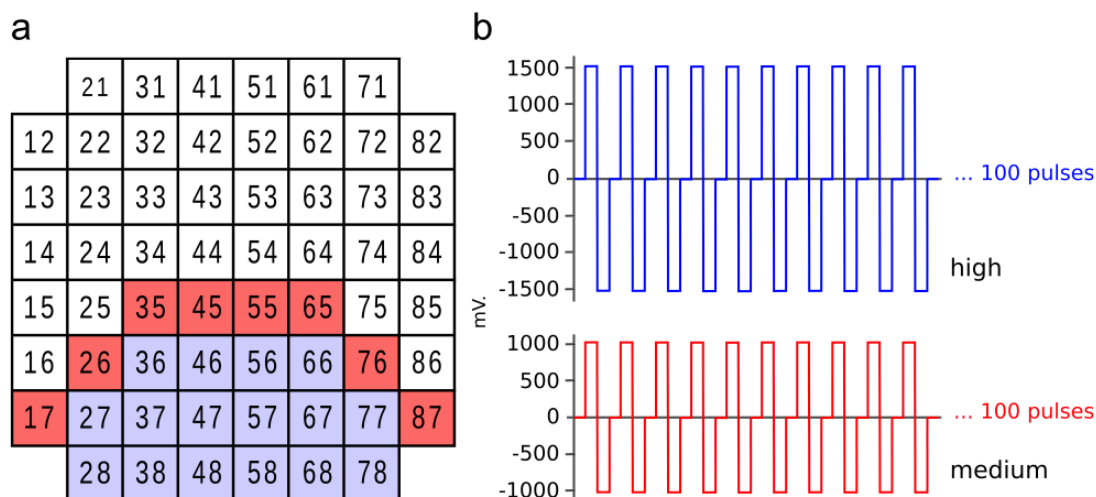 a
21 31 41 51 61 71
12 22 32 42 52 62 72 82
13 23 33 43 53 63 73 83
14 24 34 44 54 64 74 84
15 25 35 45 55 65 75 85
16 26 36 46 56 66 76 86
17 27 37 47 57 67 77 87
28 38 48 58 68 78
b
1500
1000
500
0
-500
-1000
-1500
... 100 pulses
high
mV.
1000
500
0
-500
-1000
... 100 pulses
medium